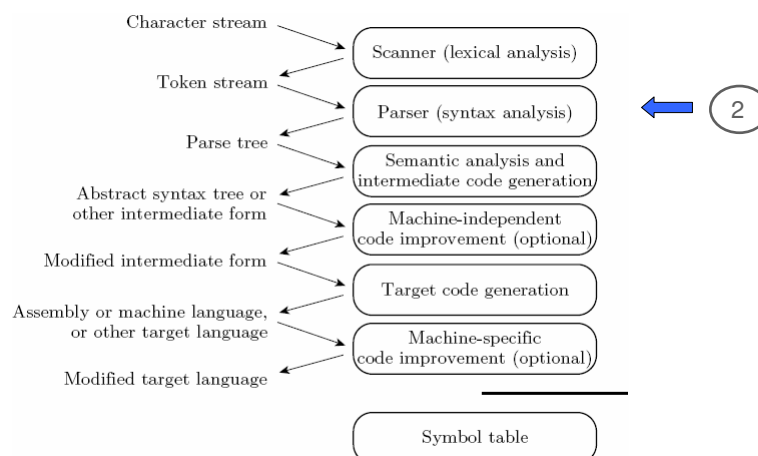 Character stream
Scanner (lexical analysis)
Token stream
Parser (syntax analysis)
2
Parse tree
Semantic analysis and
intermediate code generation
Abstract syntax tree or
other intermediate form
Machine-independent
code improvement (optional)
Modified intermediate form
Target code generation
Assembly or machine language,
or other target language
Machine-specific
code improvement (optional)
Modified target language
Symbol table